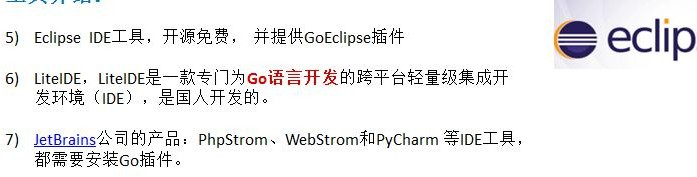 5) Eclipse IDE工具，开源免费， 并提供GoEclipse插件
eclip
6) LiteIDE，LiteIDE是一款专门为Go语言开发的跨平台轻量级集成开
发环境（IDE），是国人开发的。
7) JetBrains公司的产品：PhpStrom、WebStrom和PyCharm 等IDE工具，
都需要安装Go插件。